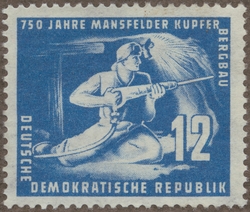 750 JAHRE MANSFELDER KUPFER
BERGBAU
DEUTSCHE
DEMOKRATISCHE REPUBLIK
12